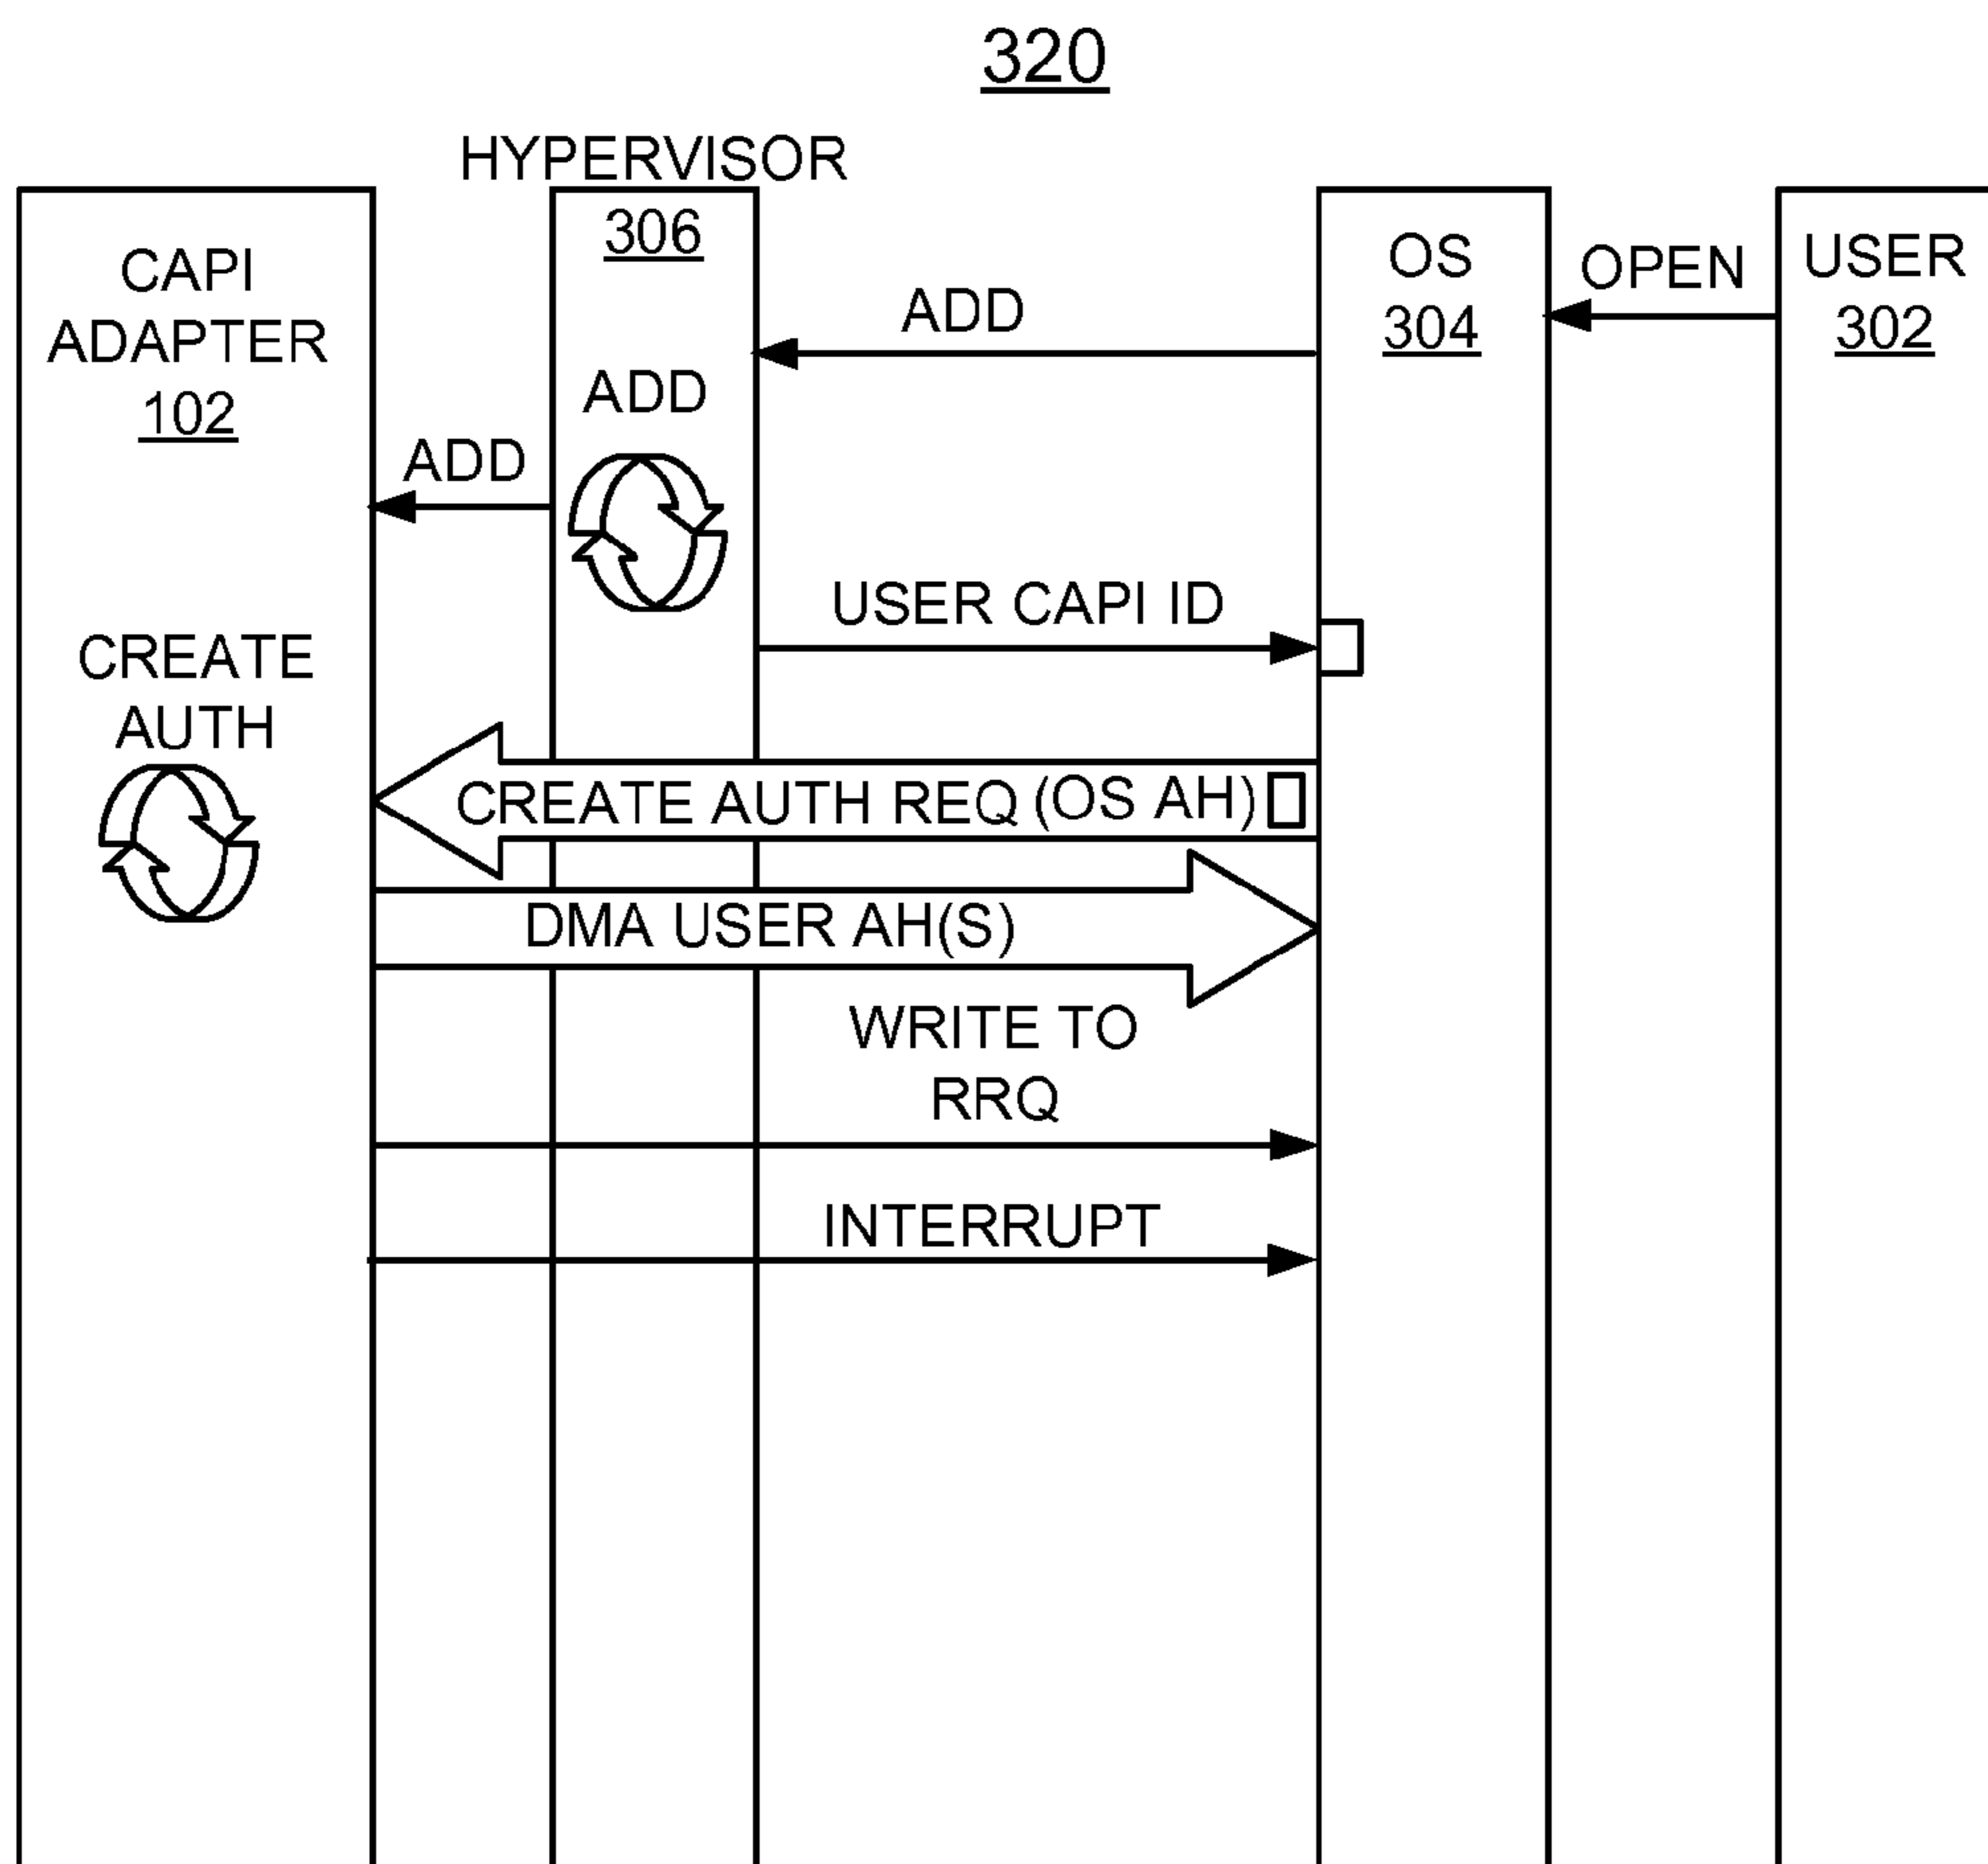 320
HYPERVISOR
306
CAPI
ADAPTER
102
OS
304
OPEN
USER
302
ADD
ADD
ADD
USER CAPI ID
CREATE
AUTH
CREATE AUTH REQ (OS AH)
DMA USER AH(S)
WRITE TO
RRQ
INTERRUPT